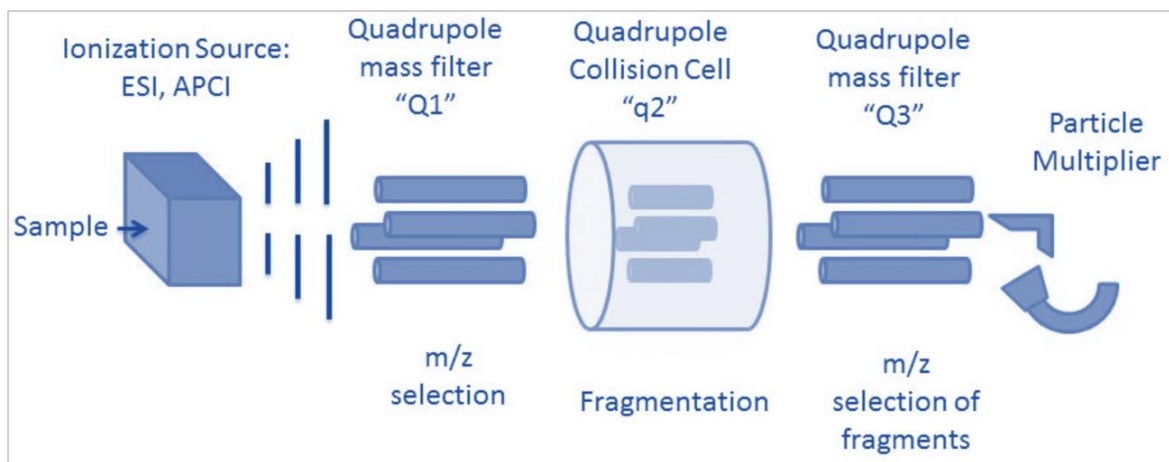 Ionization Source:
ESI, APCI
Quadrupole
mass filter
“Q1”
Quadrupole
Collision Cell
“q2”
Quadrupole
mass filter
“Q3”
Particle
Multiplier
Sample
m/z
selection
Fragmentation
m/z
selection of
fragments